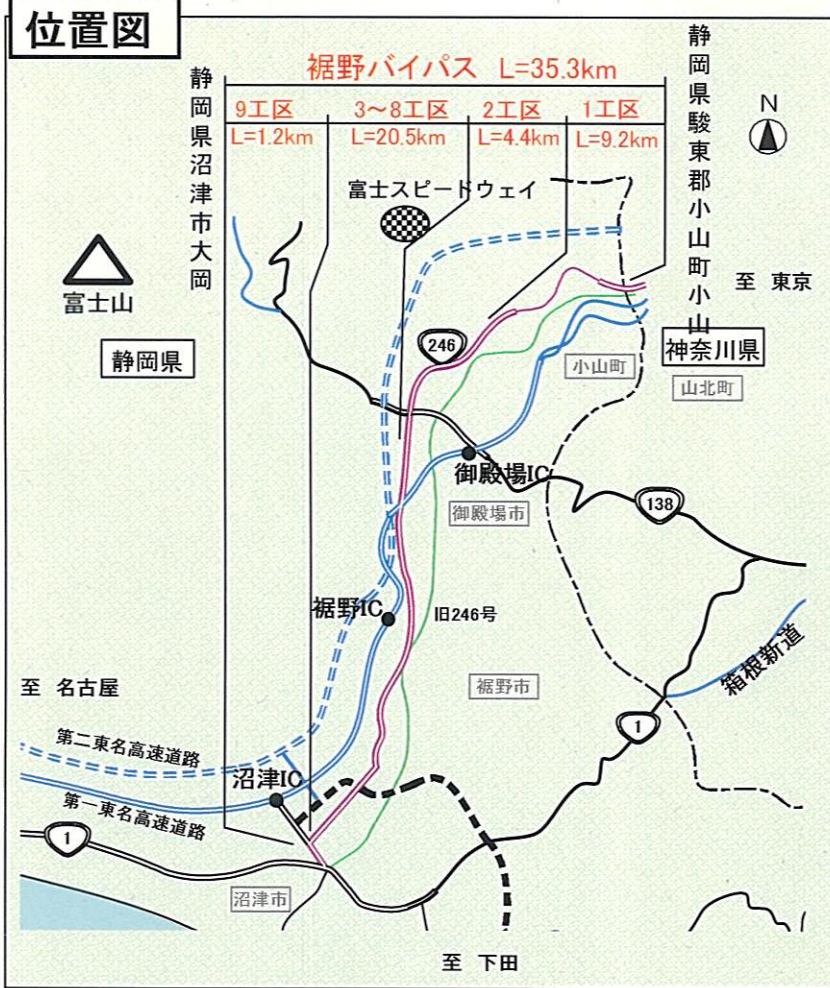 位置図
裾野バイパス L=35.3km
9工区
3～8工区
2工区
1工区
L=1.2km
L=20.5km
L=4.4km
L=9.2km
静岡県沼津市大岡
静岡県駿東郡小山町小山
N
富士スピードウェイ
富士山
至 東京
静岡県
246
小山町
神奈川県
山北町
御殿場IC
御殿場市
138
裾野IC
旧246号
裾野市
箱根新道
至 名古屋
第二東名高速道路
沼津IC
第一東名高速道路
1
1
沼津市
至 下田